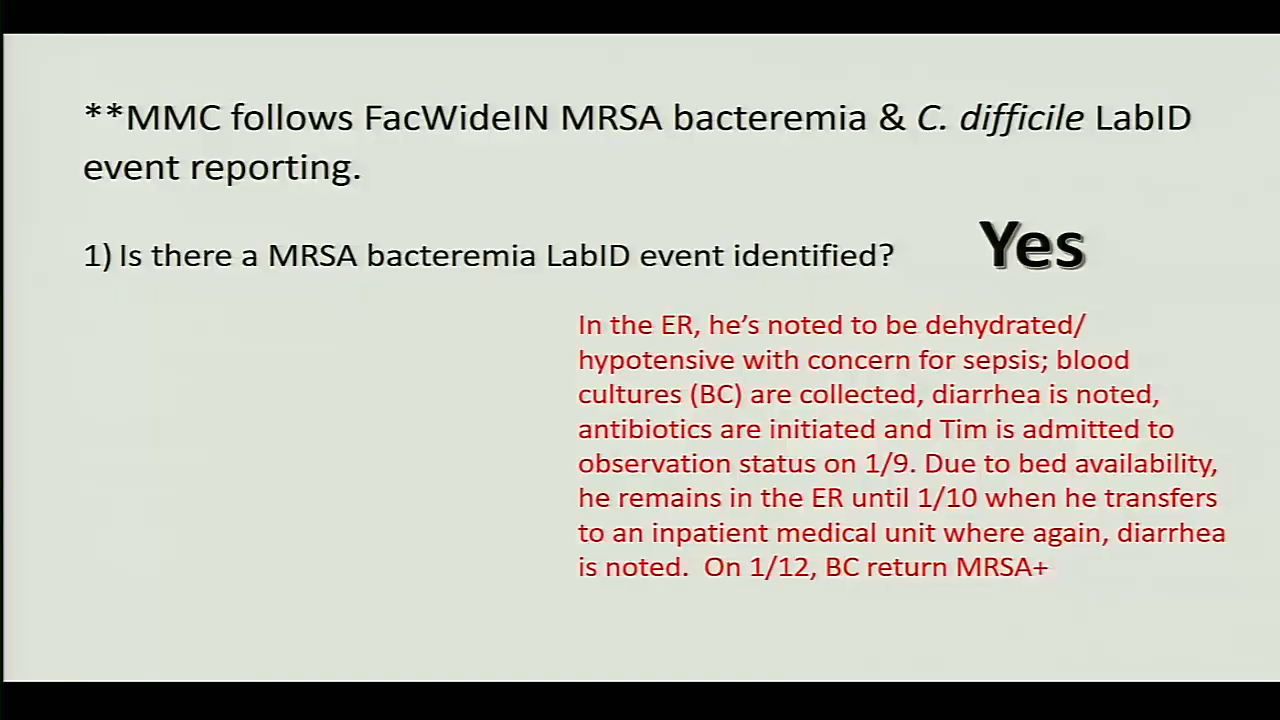 **MMC follows FacWideIN MRSA bacteremia & C. difficile LabID
event reporting.
1) Is there a MRSA bacteremia LabID event identified?
Yes
In the ER, he’s noted to be dehydrated/
hypotensive with concern for sepsis; blood
cultures (BC) are collected, diarrhea is noted,
antibiotics are initiated and Tim is admitted to
observation status on 1/9. Due to bed availability,
he remains in the ER until 1/10 when he transfers
to an inpatient medical unit where again, diarrhea
is noted.  On 1/12, BC return MRSA+